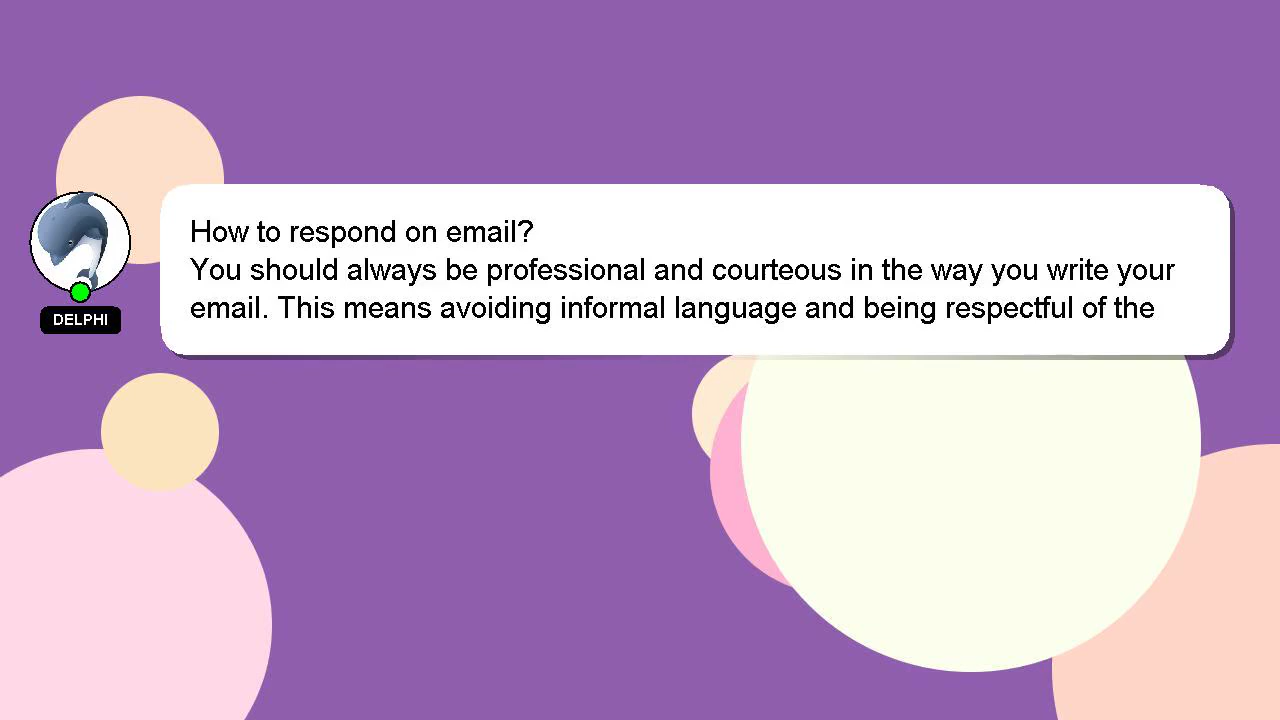 How to respond on email?
You should always be professional and courteous in the way you write your
email. This means avoiding informal language and being respectful of the
DELPHI